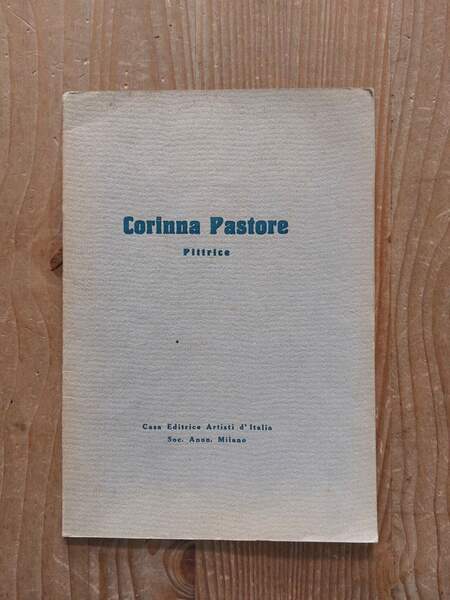 Corinna Pastore
Pittrice
Casa Editrice Artisti d'Italia
Soc. Anon. Milano